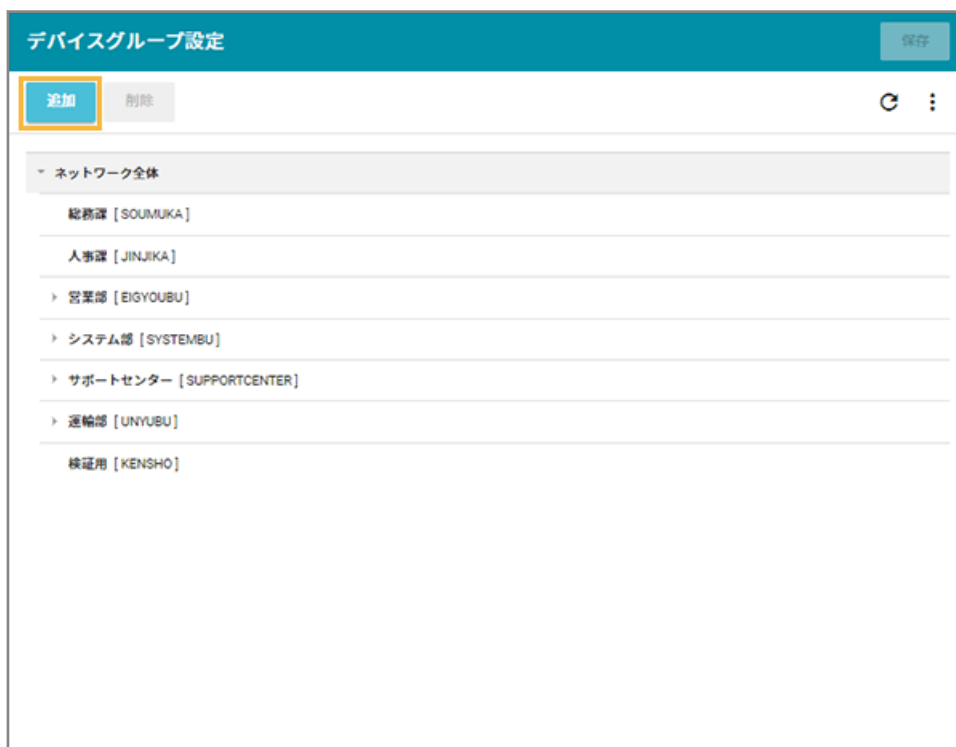 デバイスグループ設定
保存
追加 削除
ネットワーク全体
総務課 [SOUMUKA]
人事課 [JINJIKA]
営業部 [EIGYOUBU]
システム部 [SYSTEMBU]
サポートセンター [SUPPORTCENTER]
運輸部 [UNYUBU]
検証用 [KENSHO]